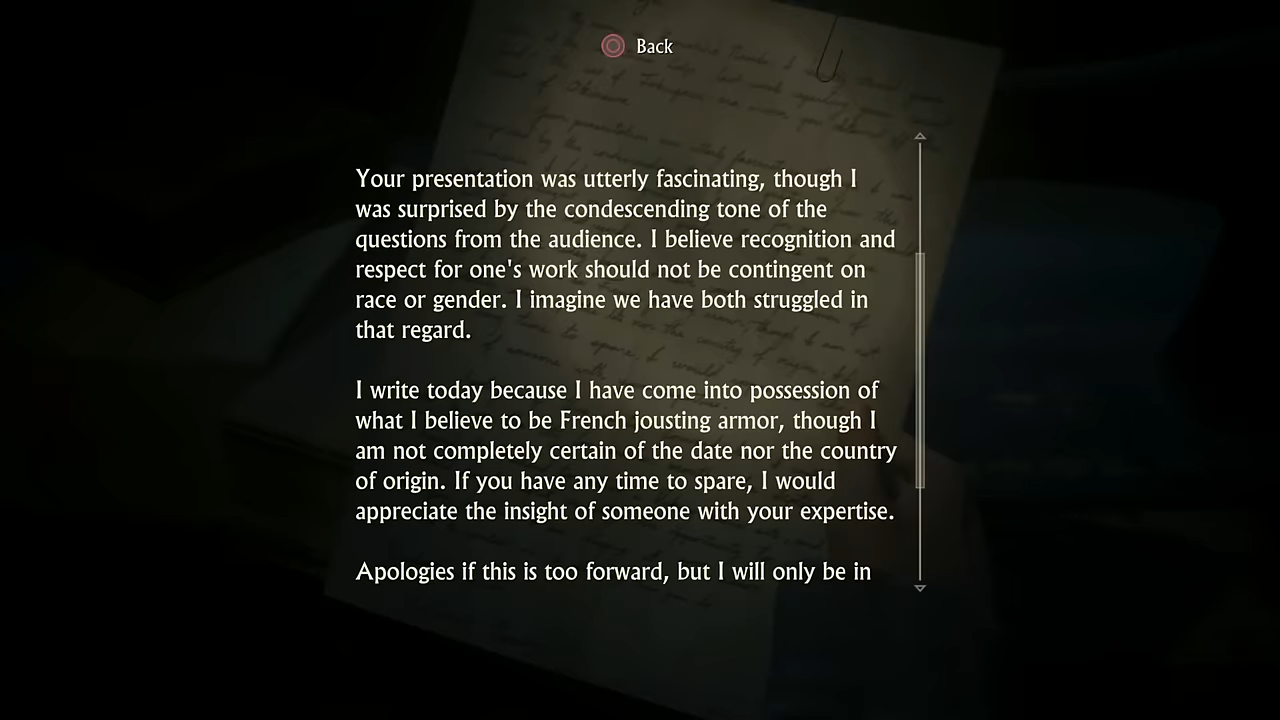 Back
Your presentation was utterly fascinating, though I
was surprised by the condescending tone of the
questions from the audience. I believe recognition and
respect for one's work should not be contingent on
race or gender. I imagine we have both struggled in
that regard.
I write today because I have come into possession of
what I believe to be French jousting armor, though I
am not completely certain of the date nor the country
of origin. If you have any time to spare, I would
appreciate the insight of someone with your expertise.
Apologies if this is too forward, but I will only be in